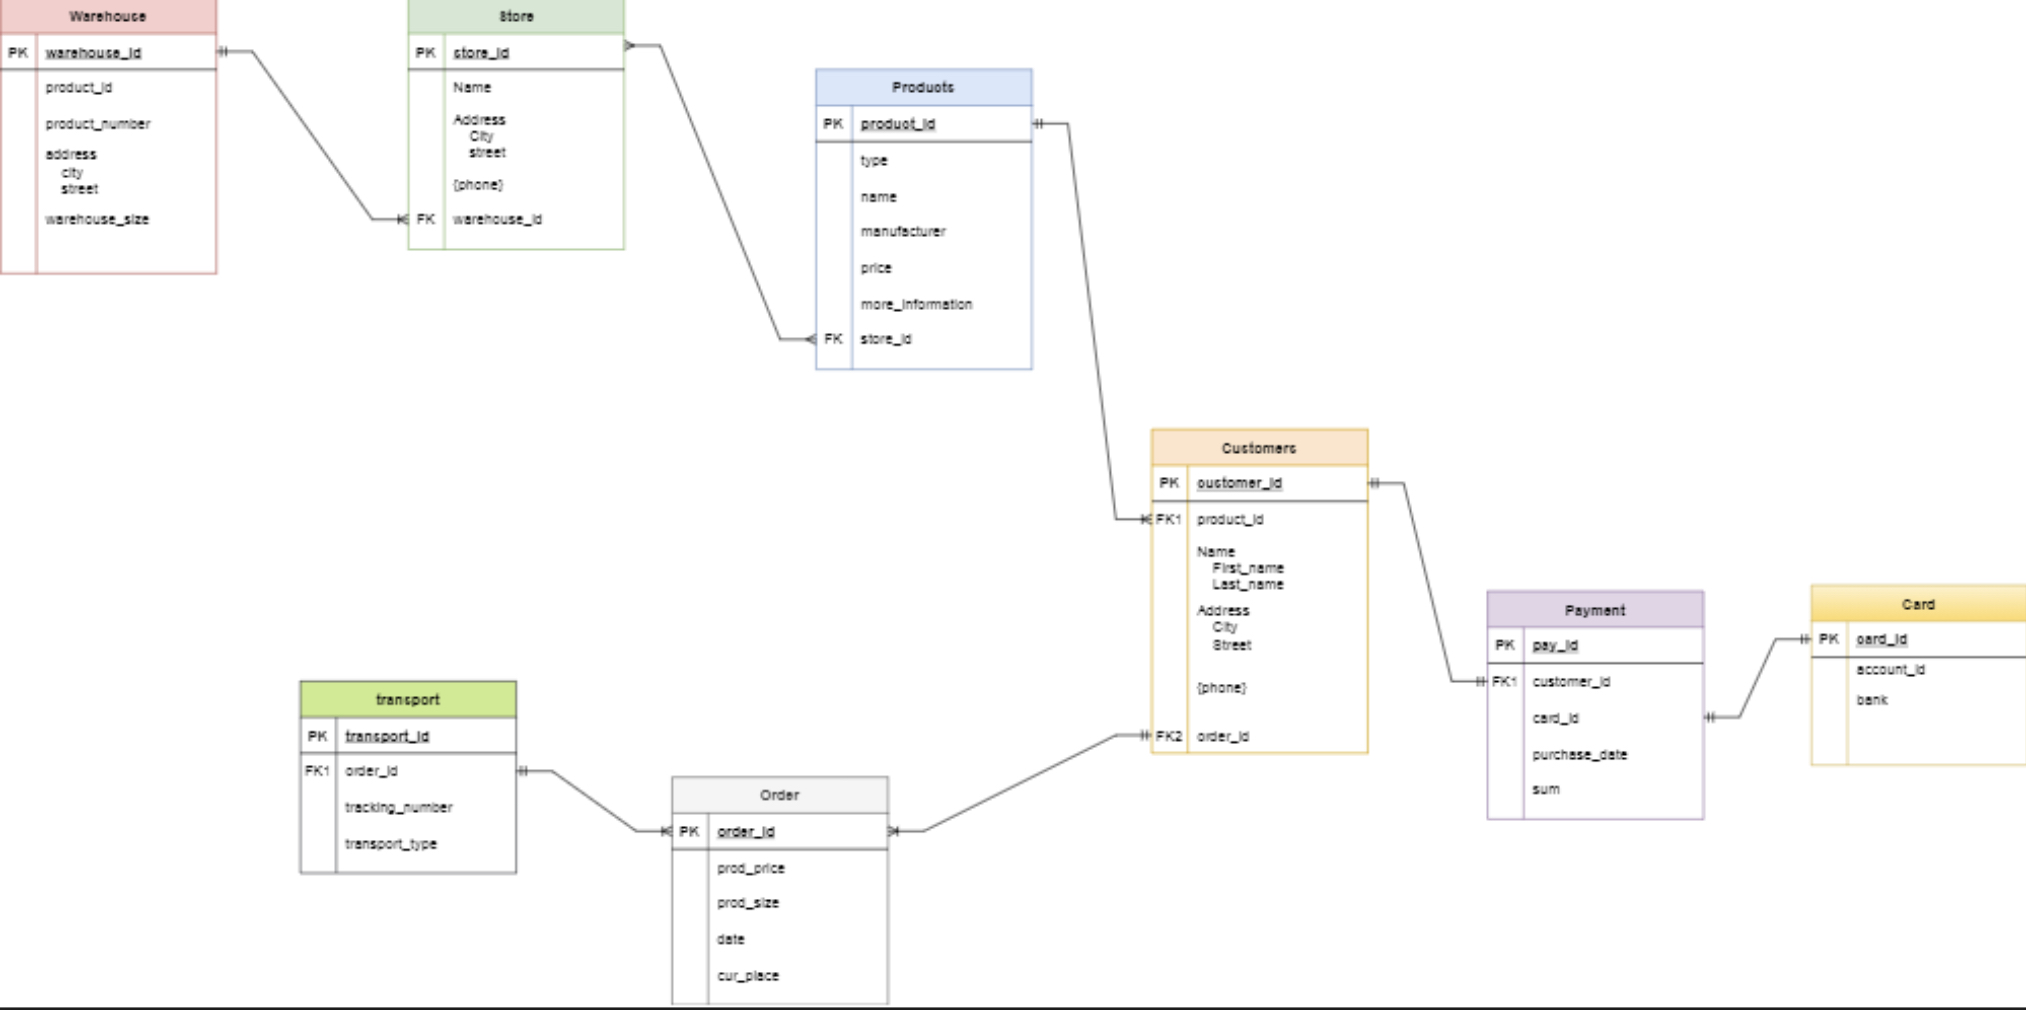 Warehouse
PK warehouse_id
product_id
product_number
address
city
street
warehouse_size
Store
PK store_id
Name
Address
City
street
{phone}
FK warehouse_id
Products
PK product_id
type
name
manufacturer
price
more_information
FK store_id
Customers
PK customer_id
FK1 product_id
Name
First_name
Last_name
Address
City
Street
{phone}
FK2 order_id
Payment
PK pay_id
FK1 customer_id
card_id
purchase_date
sum
Card
PK card_id
account_id
bank
transport
PK transport_id
FK1 order_id
tracking_number
transport_type
Order
PK order_id
prod_price
prod_size
date
cur_place